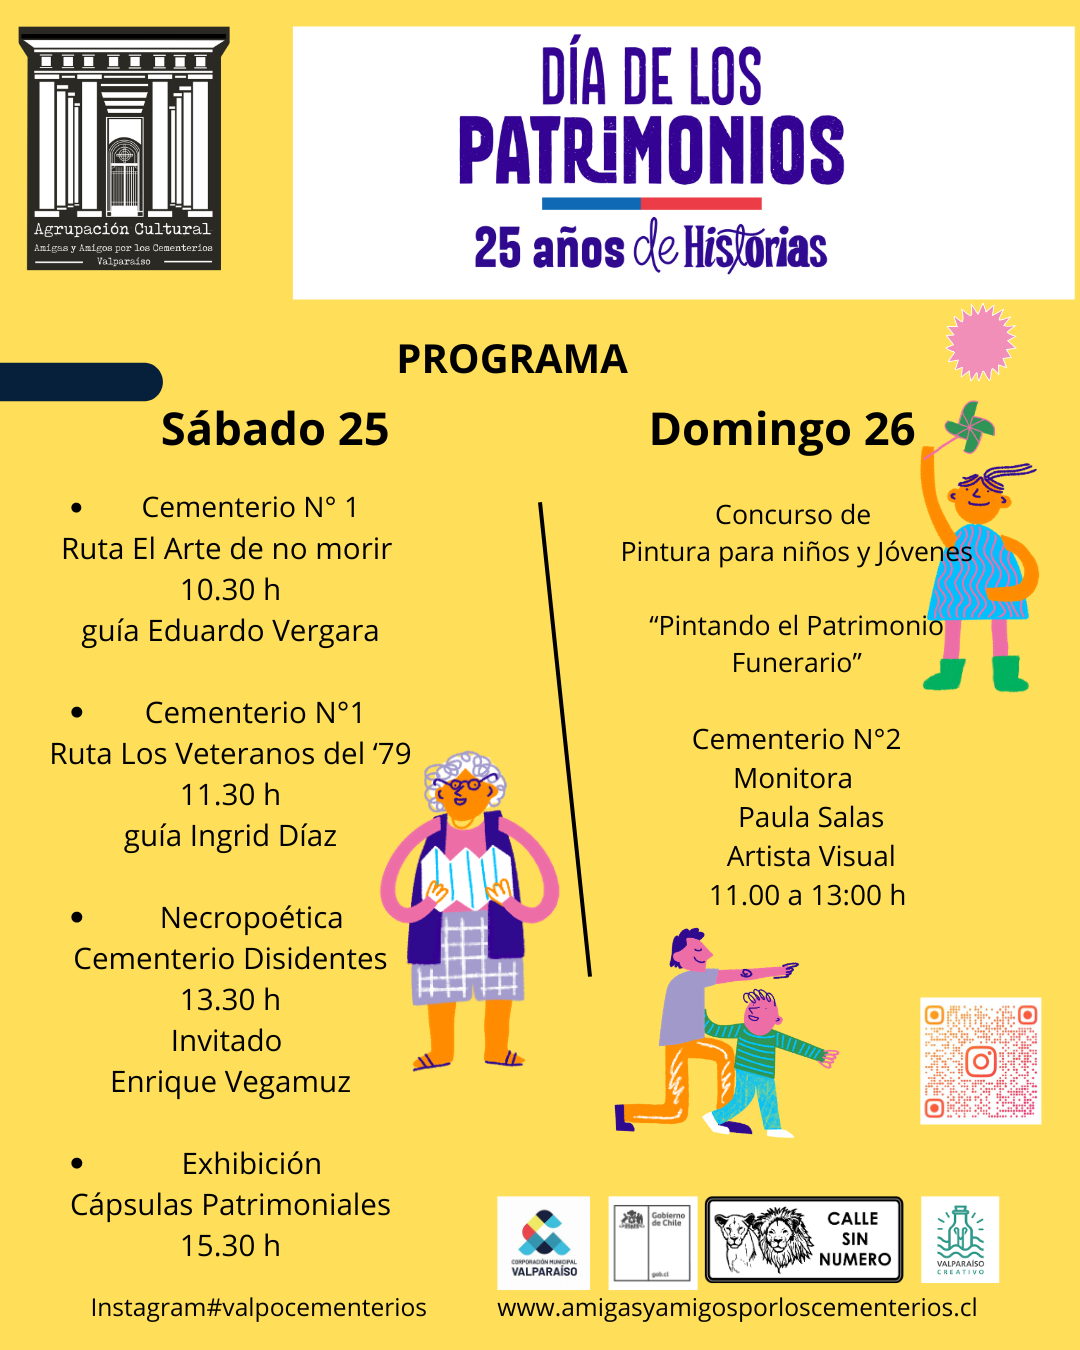 Agrupación Cultural
Amigas y Amigos por los Cementerios
Valparaíso
DÍA DE LOS
PATRiMONIOS
25 años de Historias
PROGRAMA
Sábado 25
• Cementerio N° 1
Ruta El Arte de no morir
10.30 h
guía Eduardo Vergara
• Cementerio N°1
Ruta Los Veteranos del ‘79
11.30 h
guía Ingrid Díaz
• Necropoética
Cementerio Disidentes
13.30 h
Invitado
Enrique Vegamuz
• Exhibición
Cápsulas Patrimoniales
15.30 h
Domingo 26
Concurso de
Pintura para niños y Jóvenes
“Pintando el Patrimonio
Funerario”
Cementerio N°2
Monitora
Paula Salas
Artista Visual
11.00 a 13:00 h
CORPORACIÓN MUNICIPAL
VALPARAÍSO
Gobierno
de Chile
gob.cl
CALLE
SIN
NUMERO
VALPARAÍSO
CREATIVO
Instagram#valpocementerios
www.amigasyamigosporloscementerios.cl